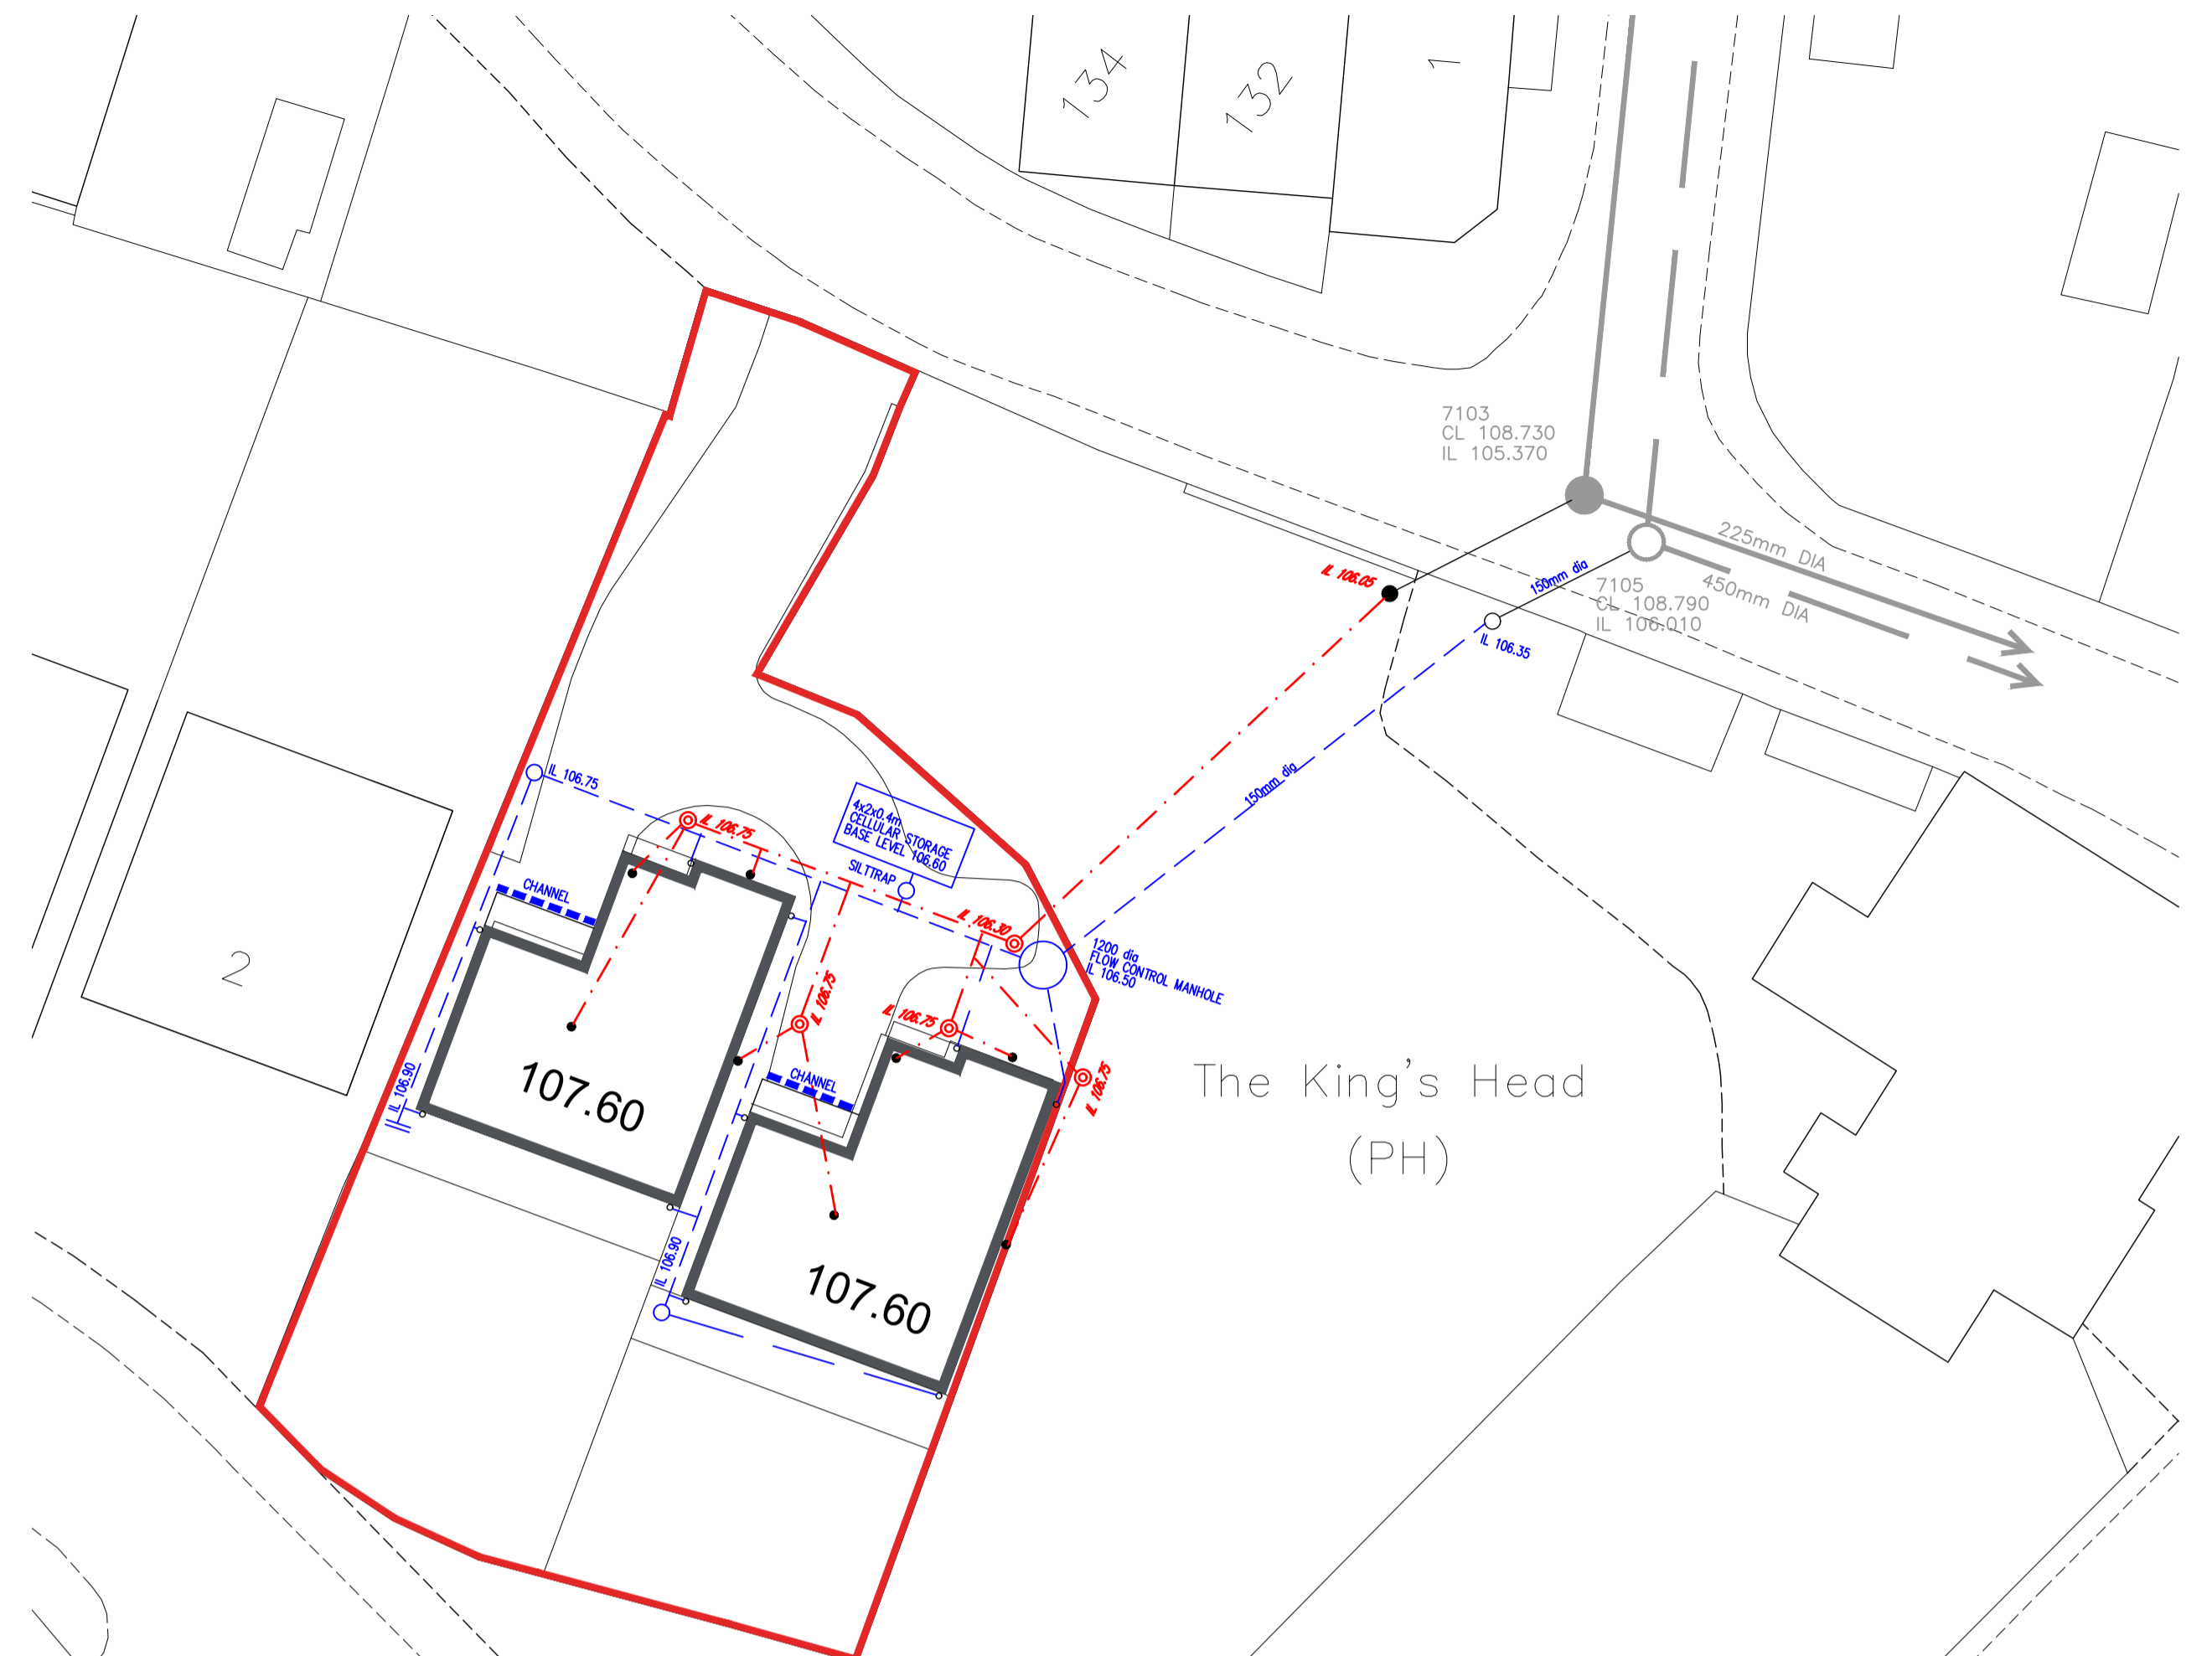 134
132
1
7103
CL 108.730
IL 105.370
225mm DIA
450mm DIA
150mm dia
7105
CL 108.790
IL 106.010
IL 106.05
IL 106.35
150mm dia
IL 106.75
IL 106.75
4x2x0.4m
CELLULAR STORAGE
BASE LEVEL 106.60
SILTTRAP
CHANNEL
IL 106.30
1200 dia
FLOW CONTROL MANHOLE
IL 106.50
2
IL 106.75
IL 106.75
IL 106.90
107.60
CHANNEL
IL 106.75
The King's Head
(PH)
IL 106.90
107.60